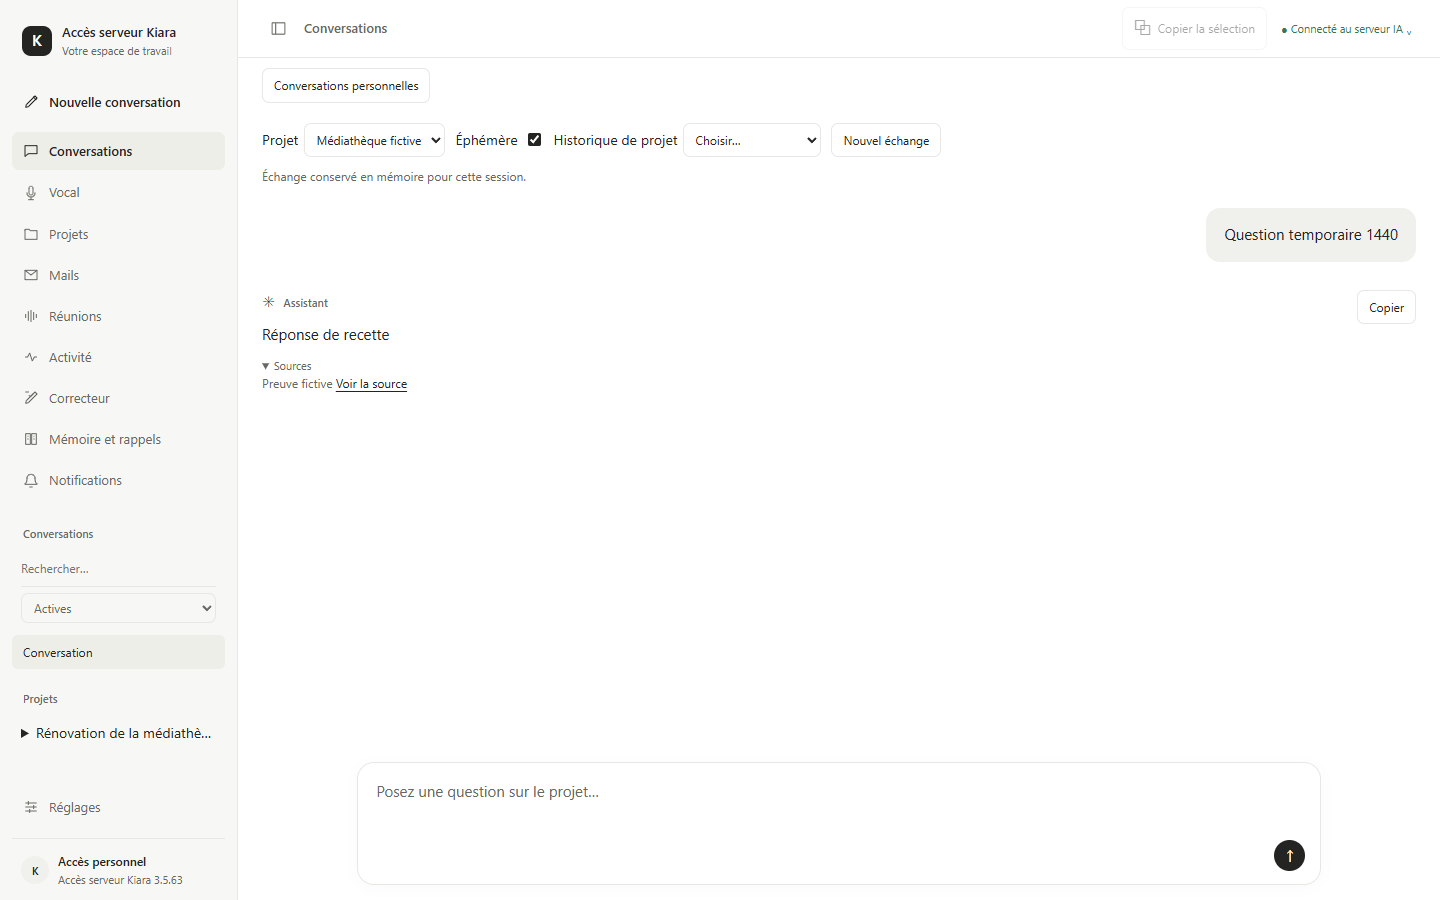 K
Accès serveur Kiara
Votre espace de travail
Nouvelle conversation
Conversations
Vocal
Projets
Mails
Réunions
Activité
Correcteur
Mémoire et rappels
Notifications
Conversations
Rechercher...
Actives
Conversation
Projets
Rénovation de la médiathè...
Réglages
K
Accès personnel
Accès serveur Kiara 3.5.63
Conversations
Copier la sélection
Connecté au serveur IA
Conversations personnelles
Projet Médiathèque fictive Éphémère Historique de projet Choisir... Nouvel échange
Échange conservé en mémoire pour cette session.
Question temporaire 1440
Assistant
Copier
Réponse de recette
Sources
Preuve fictive Voir la source
Posez une question sur le projet...